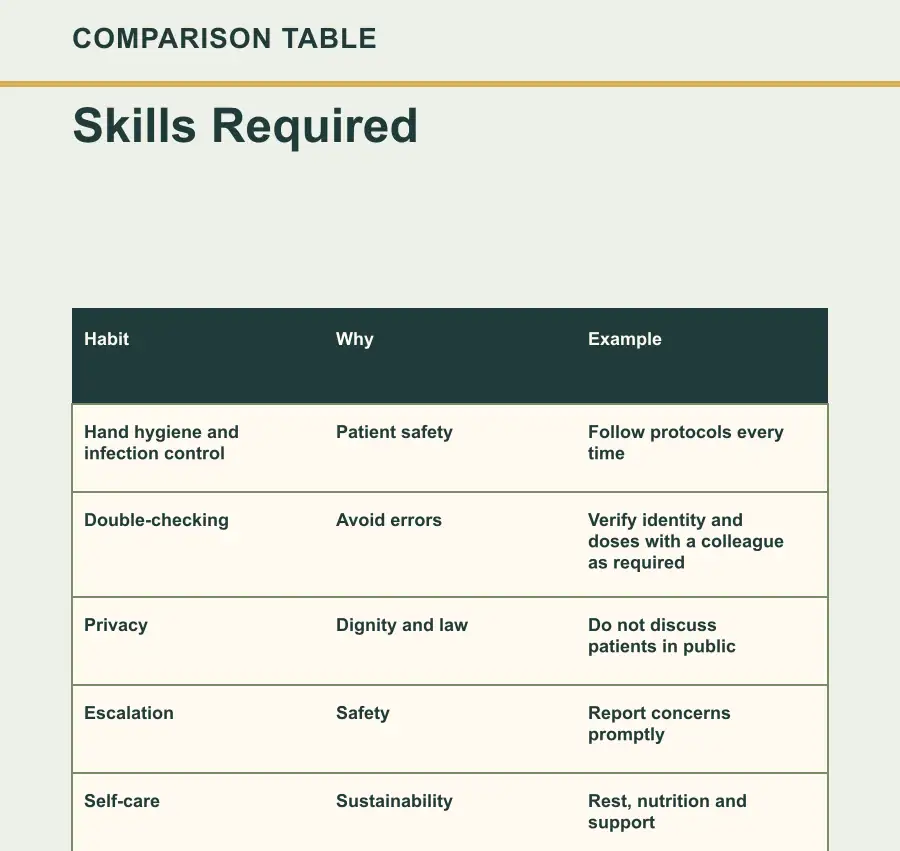 COMPARISON TABLE
Skills Required
Habit Why Example
Hand hygiene and Patient safety Follow protocols every
infection control time
Double-checking Avoid errors Verify identity and
doses with a colleague
as required
Privacy Dignity and law Do not discuss
patients in public
Escalation Safety Report concerns
promptly
Self-care Sustainability Rest, nutrition and
support